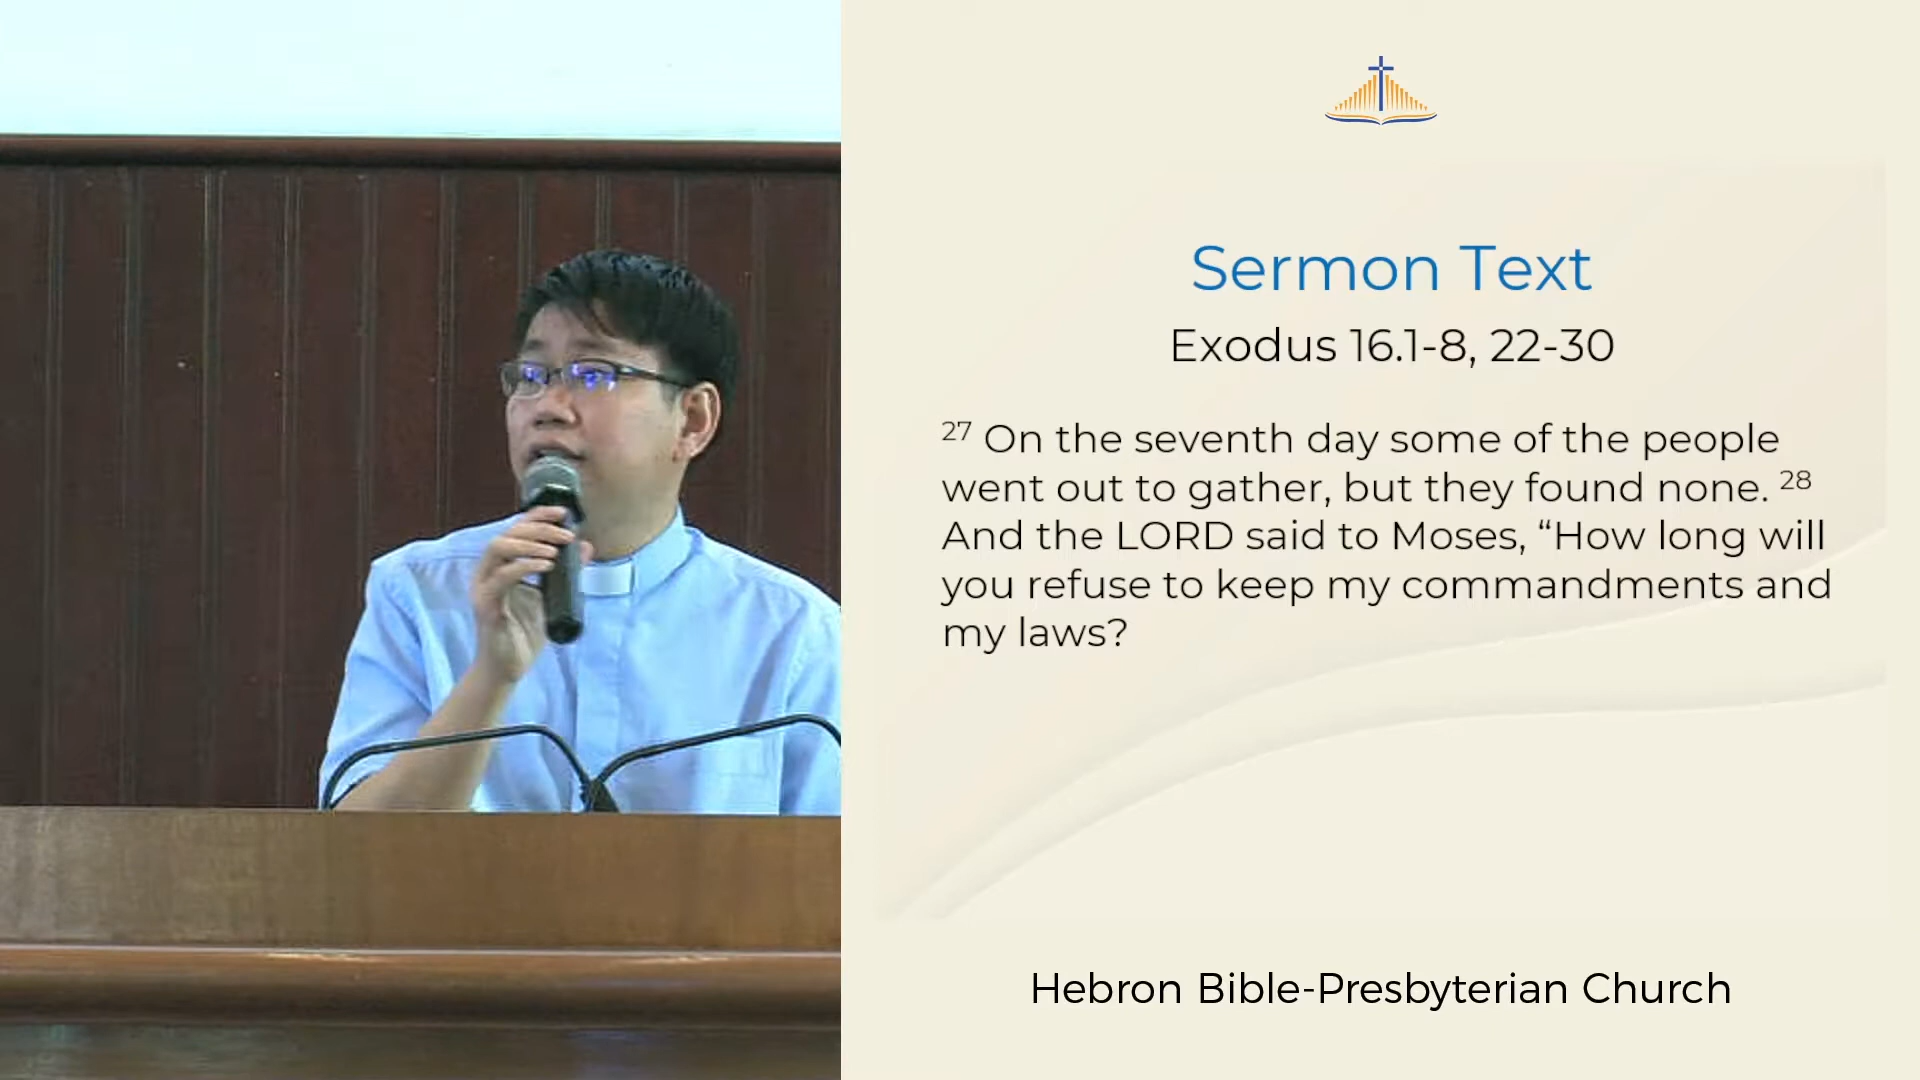 Sermon Text
Exodus 16.1-8, 22-30
27 On the seventh day some of the people
went out to gather, but they found none. 28
And the LORD said to Moses, “How long will
you refuse to keep my commandments and
my laws?
Hebron Bible-Presbyterian Church